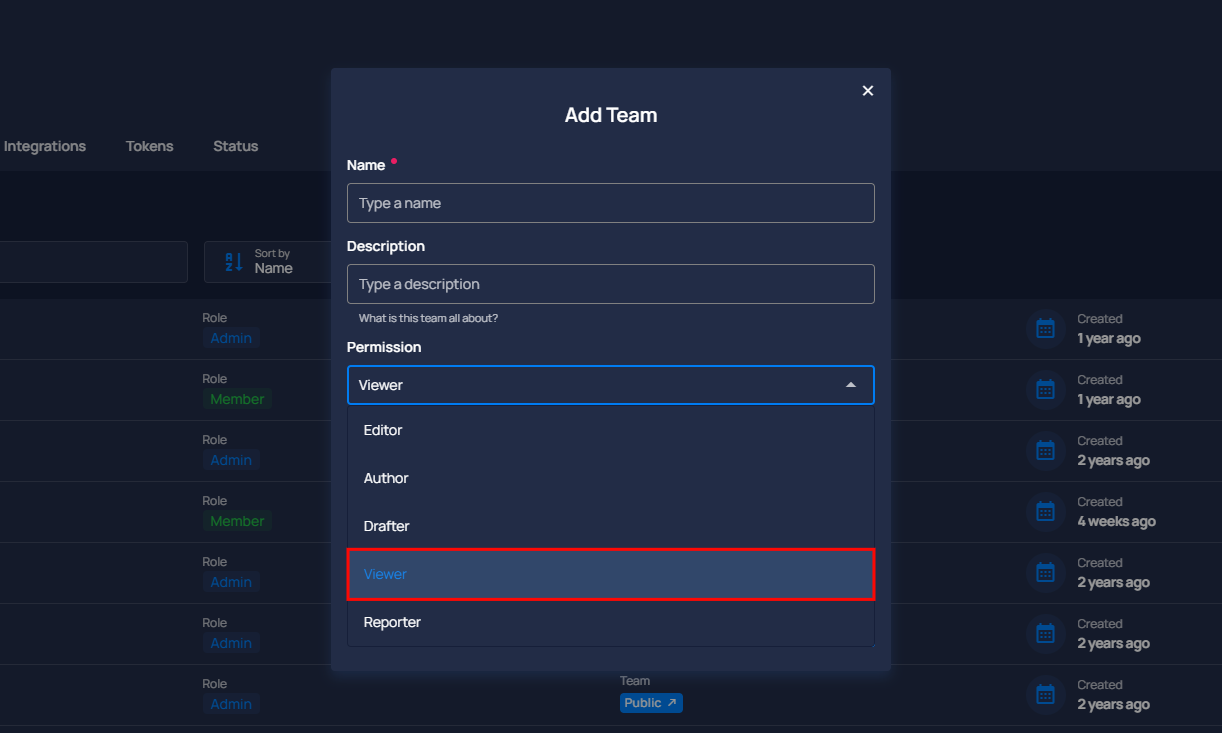 Add Team
Integrations Tokens Status
Name
Type a name
Description
Sort by
Name
Type a description
What is this team all about?
Role
Admin
Created
1 year ago
Permission
Viewer
Role
Member
Created
1 year ago
Editor
Role
Admin
Created
2 years ago
Author
Role
Member
Created
4 weeks ago
Drafter
Role
Admin
Created
2 years ago
Viewer
Role
Admin
Created
2 years ago
Reporter
Role
Admin
Team
Public
Created
2 years ago